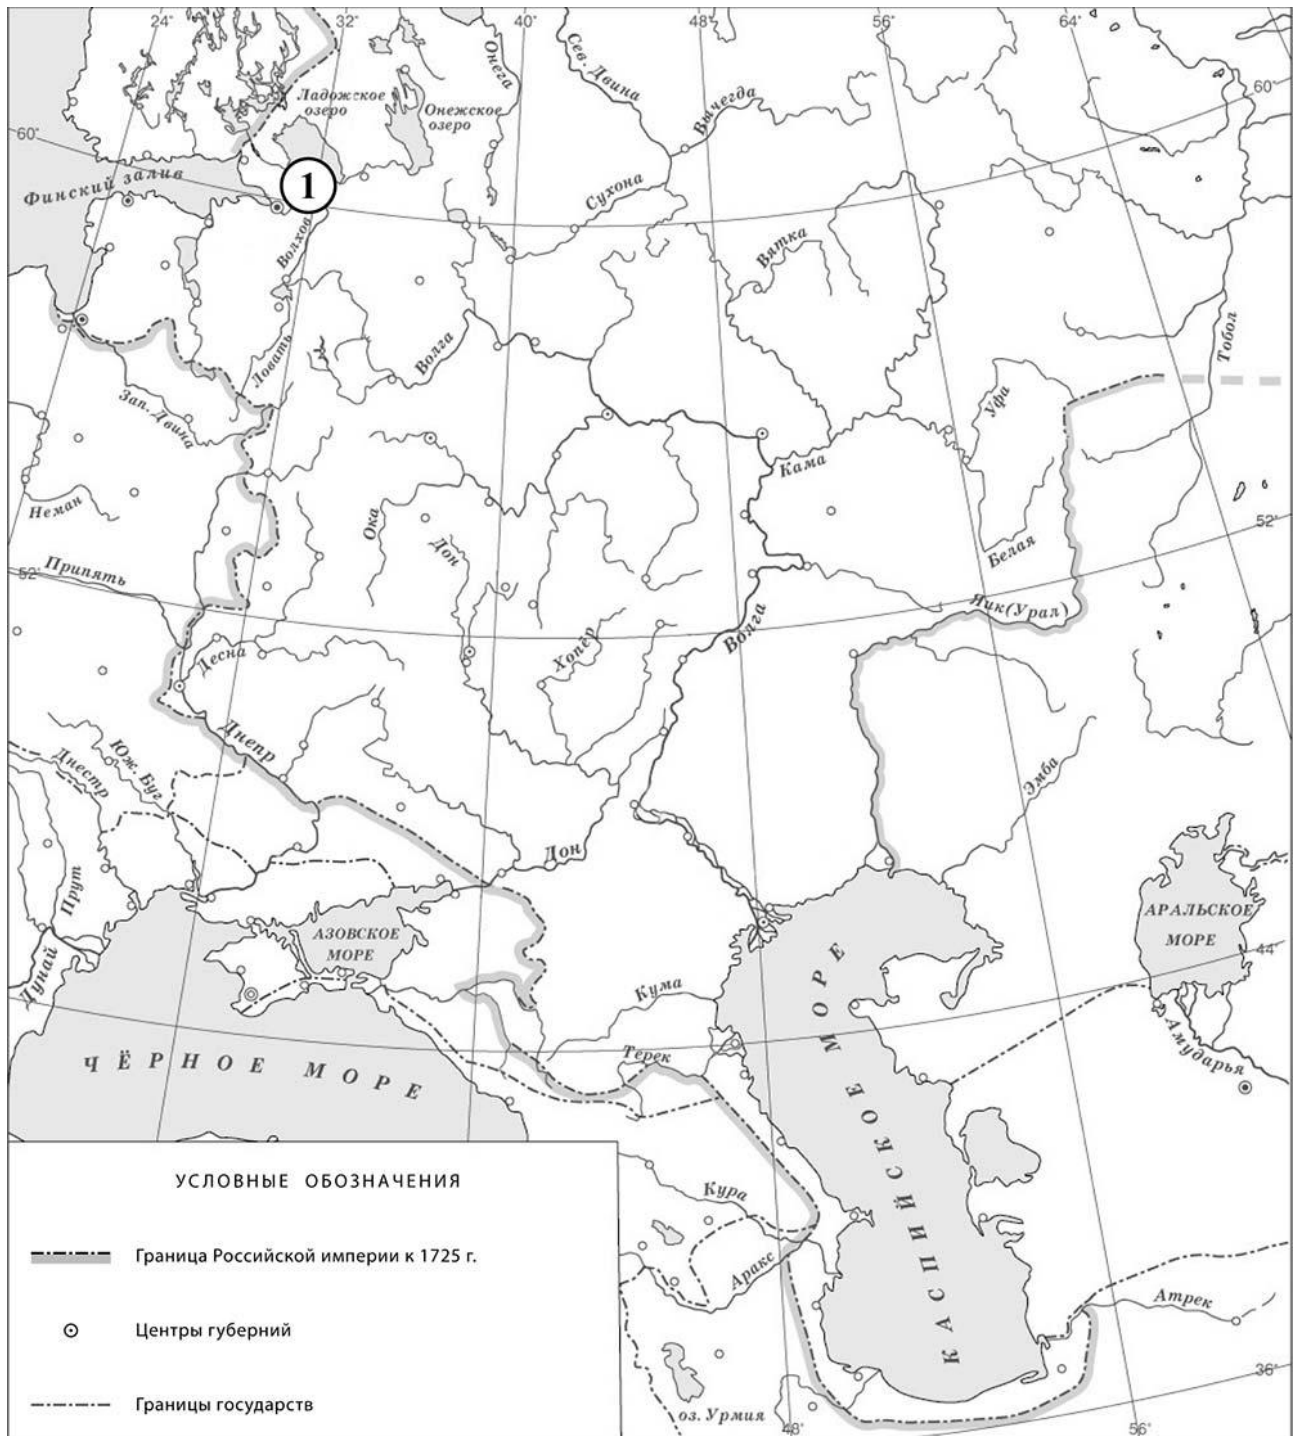 24°
32°
40°
48°
56°
64°
Онега
Сев. Двина
Вычегда
Ладожское
озеро
Онежское
озеро
60°
60°
1
Финский залив
Сухона
Волхов
Вятка
Ловать
Волга
Тобол
Зап. Двина
Уфа
Кама
Неман
Ока
Дон
Белая
52°
Припять
52°
Яик (Урал)
Волга
Хопёр
Десна
Днепр
Юж. Буг
Днестр
Эмба
Дон
Прут
АЗОВСКОЕ
МОРЕ
АРАЛЬСКОЕ
МОРЕ
44°
Дунай
Кума
Терек
Амударья
ЧЁРНОЕ МОРЕ
КАСПИЙСКОЕ МОРЕ
Кура
Аракс
Атрек
оз. Урмия
36°
48°
56°
УСЛОВНЫЕ ОБОЗНАЧЕНИЯ
Граница Российской империи к 1725 г.
Центры губерний
Границы государств